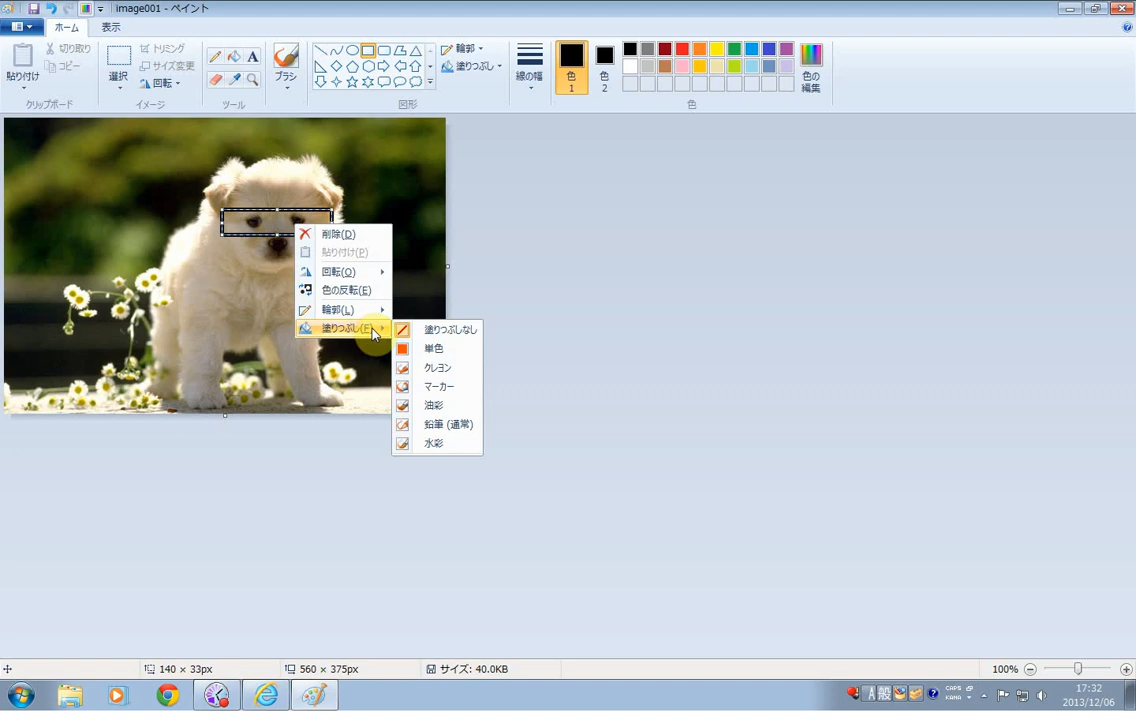 image001 - ペイント
ホーム 表示
貼り付け
切り取り
コピー
クリップボード
選択
トリミング
サイズ変更
回転
イメージ
A
ツール
ブラシ
輪郭
塗りつぶし
図形
線の幅
色
1
色
2
色の
編集
色
削除(D)
貼り付け(P)
回転(O)
色の反転(E)
輪郭(L)
塗りつぶし(F)
塗りつぶしなし
単色
クレヨン
マーカー
油彩
鉛筆 (通常)
水彩
140 × 33px
560 × 375px
サイズ: 40.0KB
100%
A 般
CAPS
KANA
17:32
2013/12/06